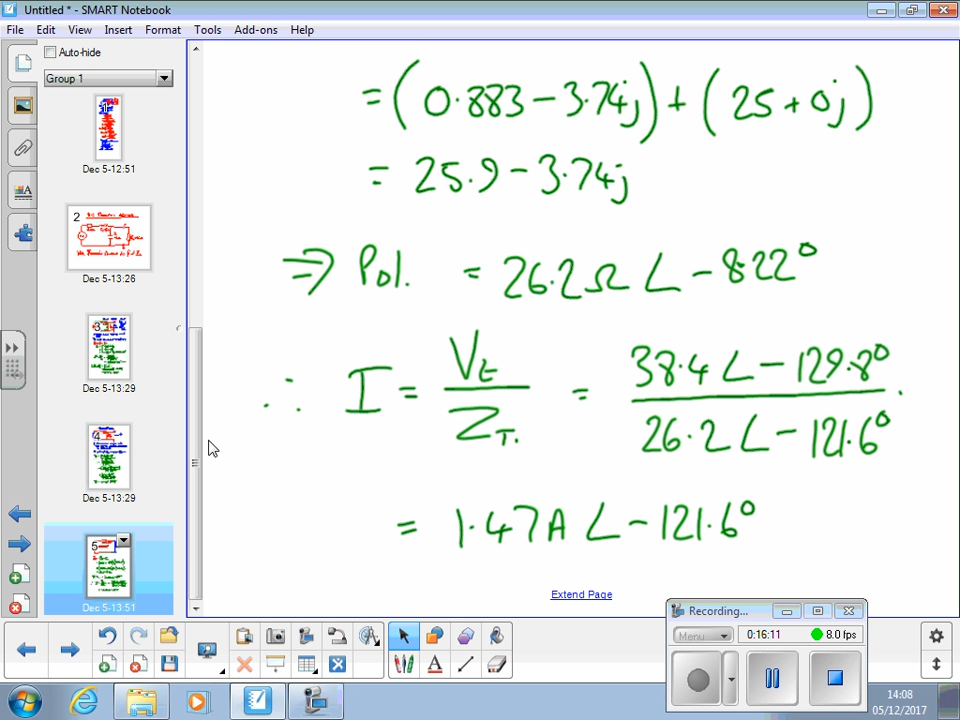 Untitled * - SMART Notebook
File Edit View Insert Format Tools Add-ons Help
Auto-hide
Group 1
Dec 5-12:51
2
Dec 5-13:26
3
Dec 5-13:29
4
Dec 5-13:29
5
Dec 5-13:51
= (0.883 - 3.74j) + (25 + 0j)
= 25.9 - 3.74j
⇒ Pol. = 26.2Ω ∠ - 8.22°
∴ I = Vt / ZT. = 38.4 ∠ - 129.8° / 26.2 ∠ - 121.6° .
= 1.47A ∠ - 121.6°
Extend Page
Recording...
Menu
0:16:11
8.0 fps
14:08
05/12/2017